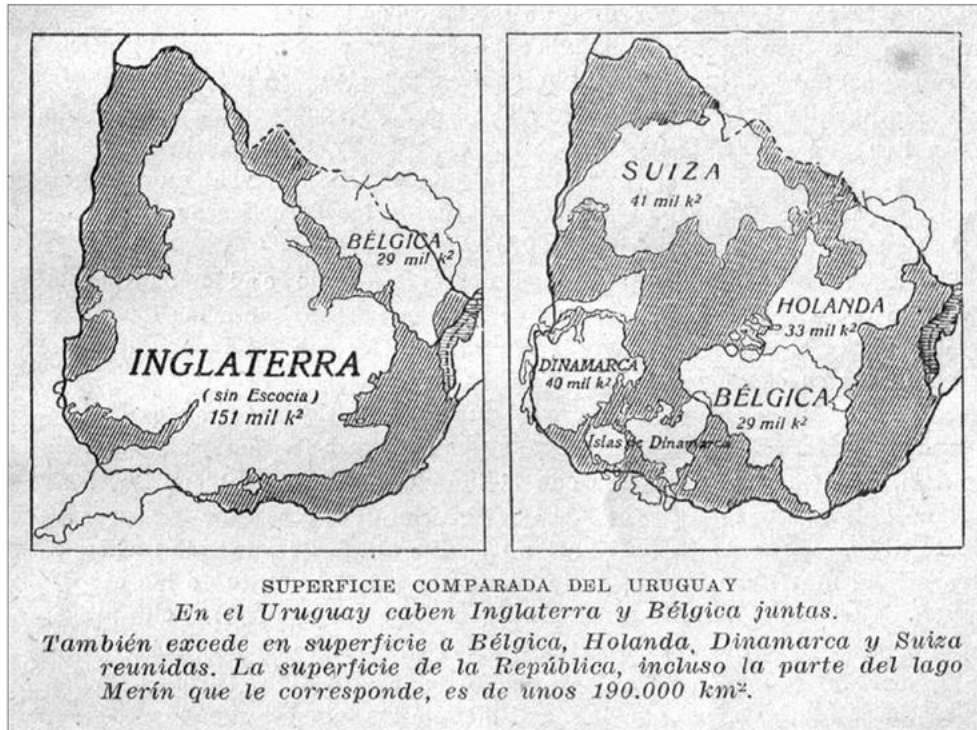 BÉLGICA
29 mil k²
INGLATERRA
(sin Escocia)
151 mil k²
SUIZA
41 mil k²
HOLANDA
33 mil k²
DINAMARCA
40 mil k²
BÉLGICA
29 mil k²
Islas de Dinamarca
SUPERFICIE COMPARADA DEL URUGUAY
En el Uruguay caben Inglaterra y Bélgica juntas.
También excede en superficie a Bélgica, Holanda, Dinamarca y Suiza
reunidas. La superficie de la República, incluso la parte del lago
Merín que le corresponde, es de unos 190.000 km².